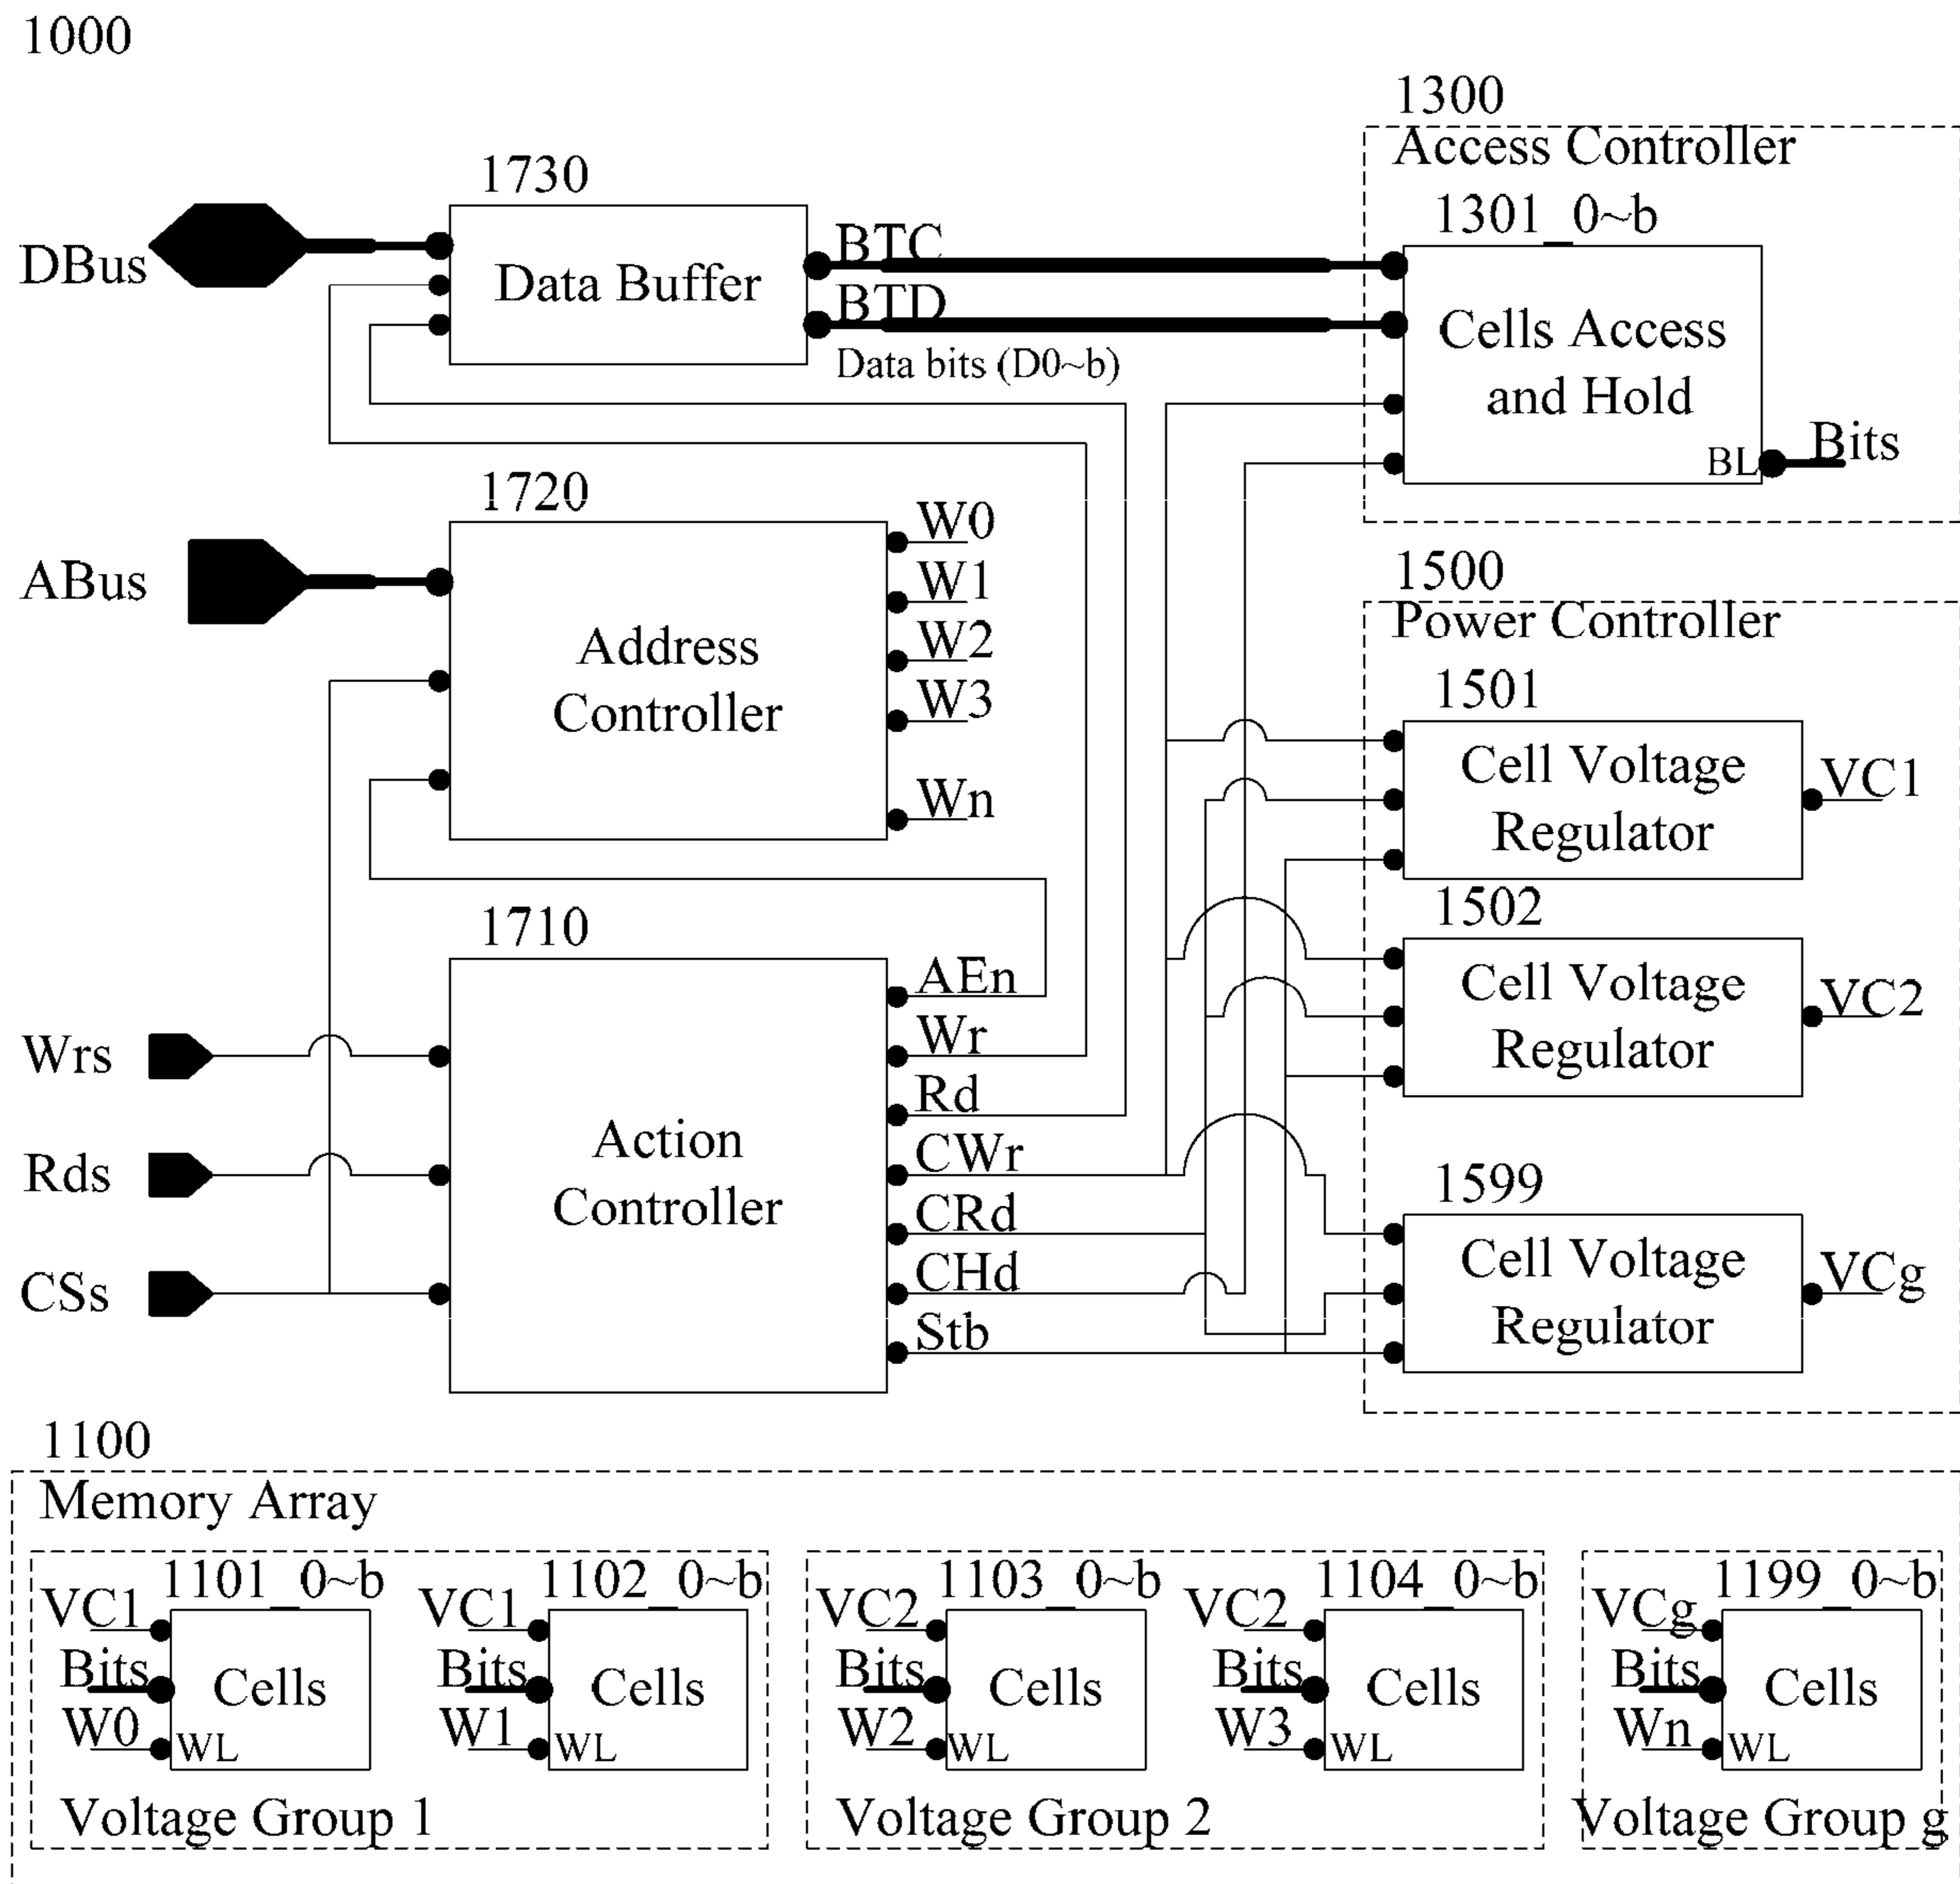 1000
1300
Access Controller
1730
1301_0~b
DBus
Data Buffer
BTC
BTD
Data bits (D0~b)
Cells Access
and Hold
BL
Bits
1720
ABus
Address
Controller
W0
W1
W2
W3
Wn
1500
Power Controller
1501
Cell Voltage
Regulator
VC1
1502
Cell Voltage
Regulator
VC2
1599
Cell Voltage
Regulator
VCg
1710
Wrs
Rds
CSs
Action
Controller
AEn
Wr
Rd
CWr
CRd
CHd
Stb
1100
Memory Array
1101_0~b
VC1
Bits
W0
WL
Cells
1102_0~b
VC1
Bits
W1
WL
Cells
Voltage Group 1
1103_0~b
VC2
Bits
W2
WL
Cells
1104_0~b
VC2
Bits
W3
WL
Cells
Voltage Group 2
1199_0~b
VCg
Bits
Wn
WL
Cells
Voltage Group g